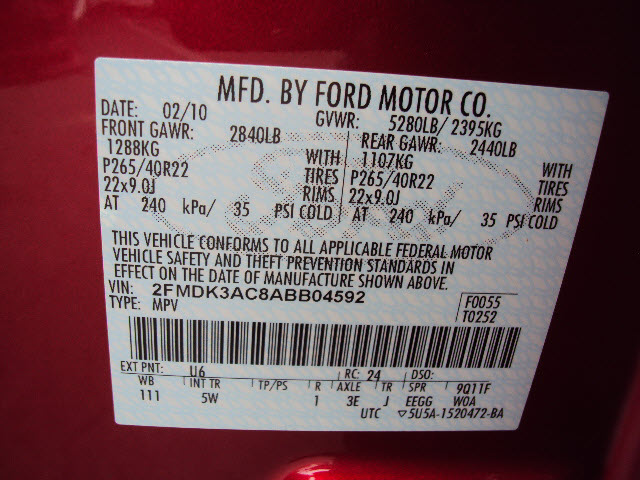 MFD. BY FORD MOTOR CO.
DATE: 02/10 GVWR: 5280LB/ 2395KG
FRONT GAWR: 2840LB REAR GAWR: 2440LB
1288KG WITH 1107KG WITH
P265/40R22 TIRES P265/40R22 TIRES
22x9.0J RIMS 22x9.0J RIMS
AT 240 kPa/ 35 PSI COLD AT 240 kPa/ 35 PSI COLD
THIS VEHICLE CONFORMS TO ALL APPLICABLE FEDERAL MOTOR
VEHICLE SAFETY AND THEFT PREVENTION STANDARDS IN
EFFECT ON THE DATE OF MANUFACTURE SHOWN ABOVE.
VIN: 2FMDK3AC8ABB04592 F0055
TYPE: MPV T0252
EXT PNT: U6 RC: 24 DSO:
WB INT TR TP/PS R AXLE TR SPR 9Q11F
111 5W 1 3E J EEGG WOA
UTC ▽5U5A-1520472-BA